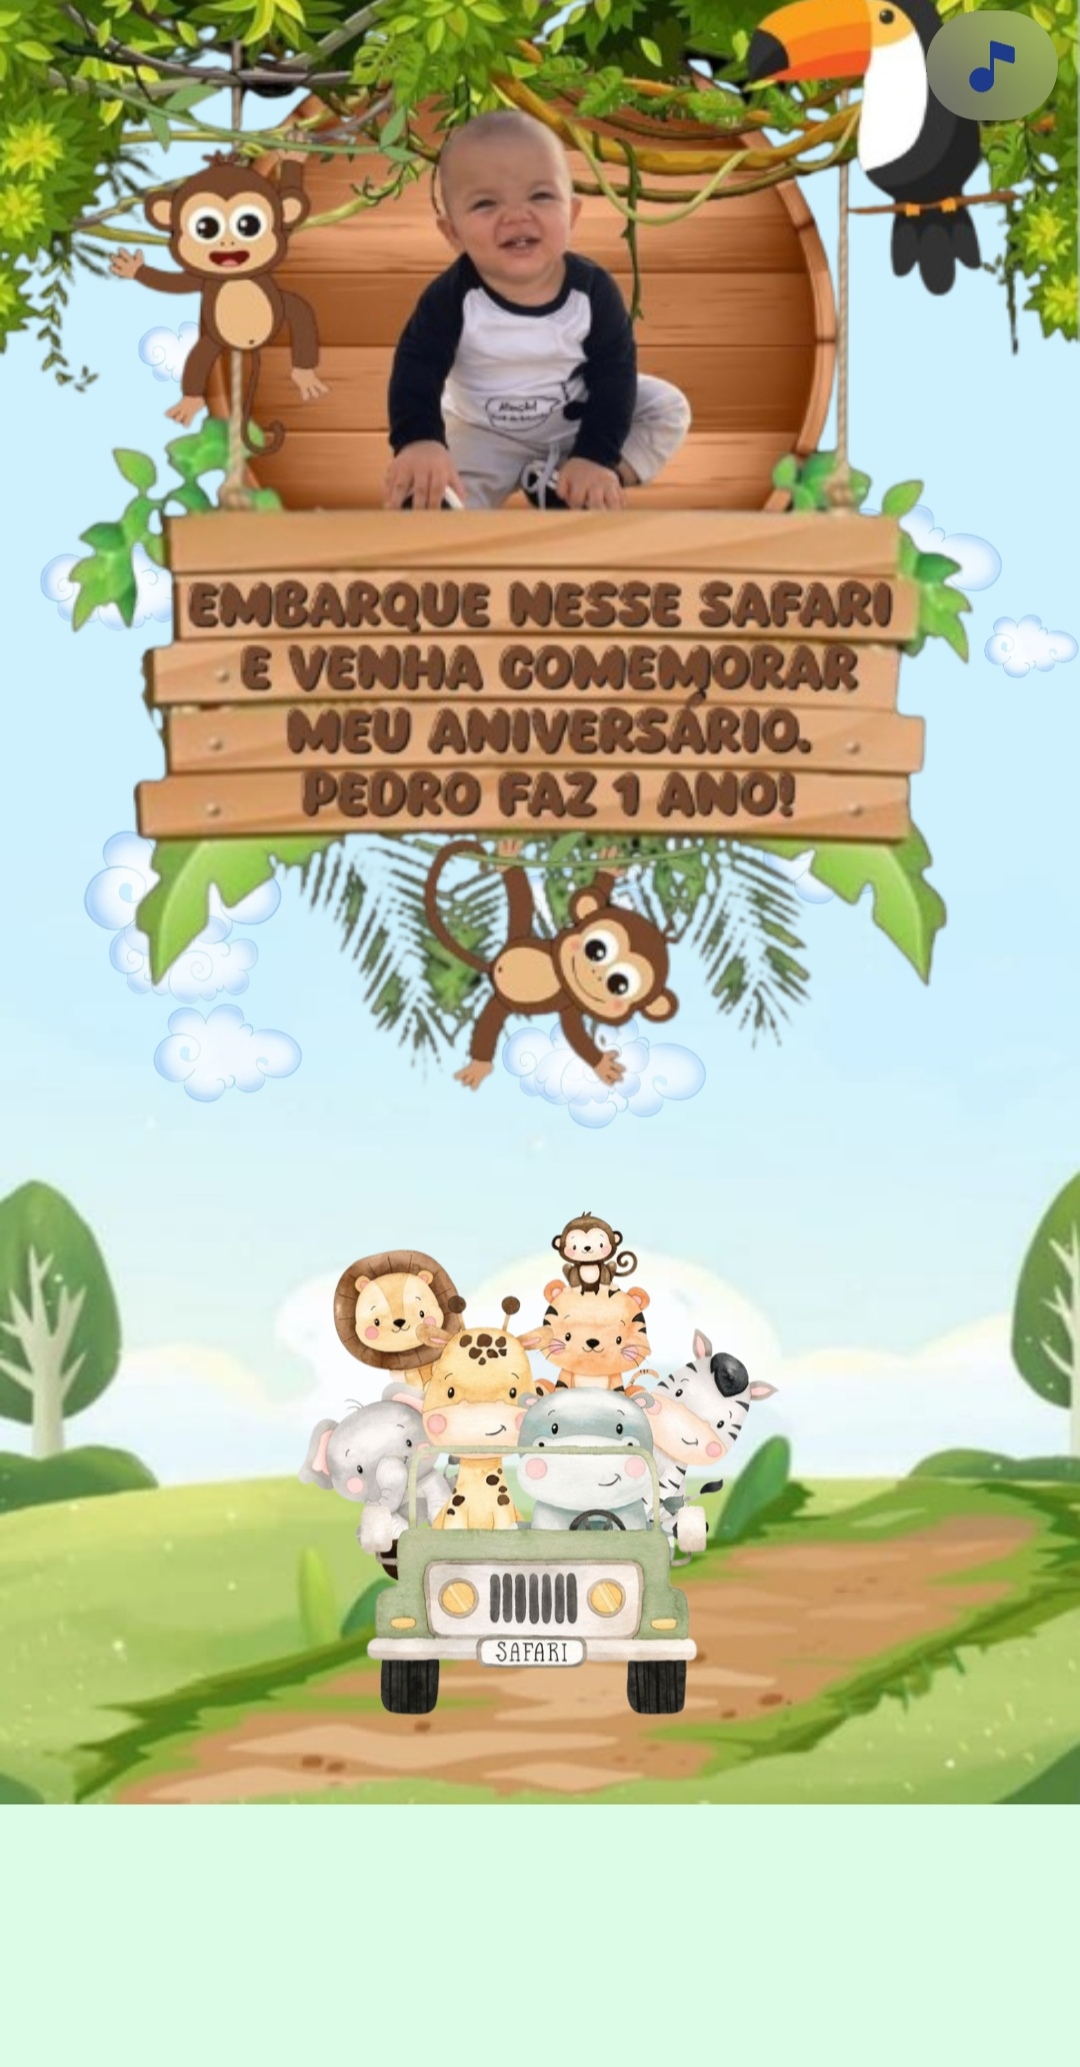 EMBARQUE NESSE SAFARI
E VENHA COMEMORAR
MEU ANIVERSÁRIO.
PEDRO FAZ 1 ANO!
SAFARI